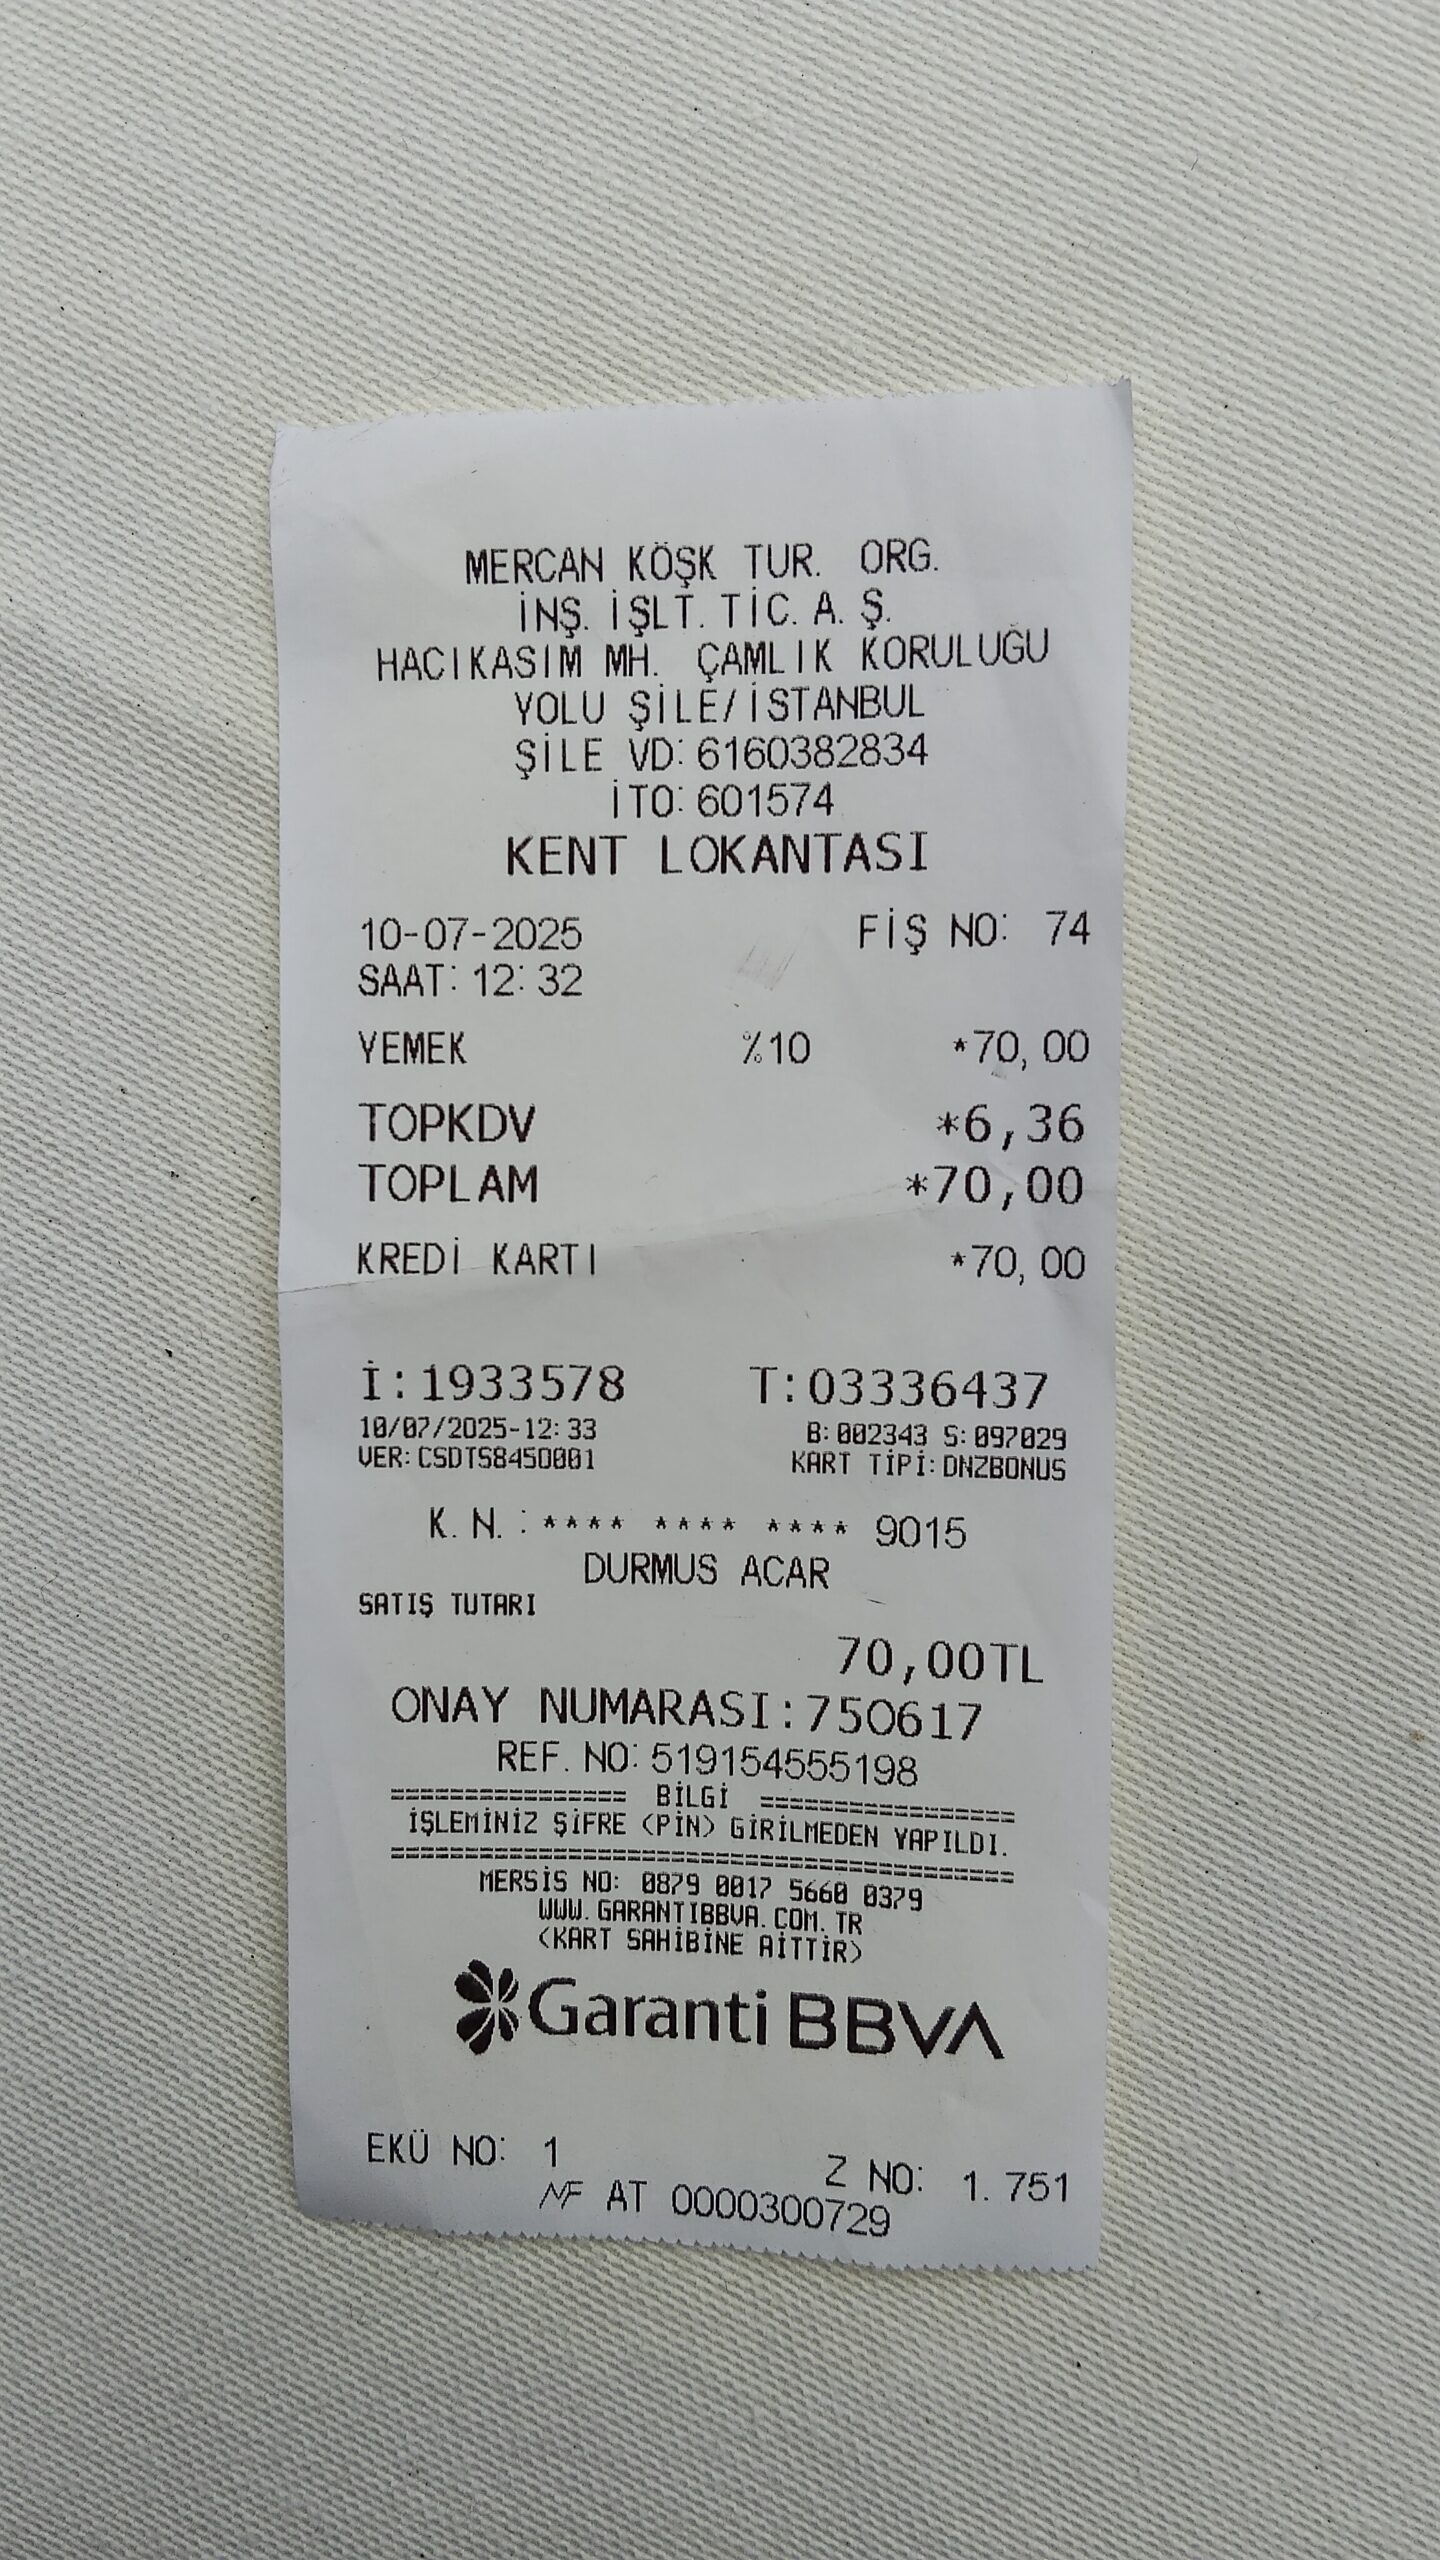 MERCAN KÖŞK TUR. ORG.
İNŞ. İŞLT. TİC. A. Ş.
HACIKASIM MH. ÇAMLIK KORULUĞU
YOLU ŞİLE/İSTANBUL
ŞİLE VD: 6160382834
İTO: 601574
KENT LOKANTASI
10-07-2025 FİŞ NO: 74
SAAT: 12:32
YEMEK %10 *70,00
TOPKDV *6,36
TOPLAM *70,00
KREDİ KARTI *70,00
İ:1933578 T:03336437
10/07/2025-12:33 B:002343 S:097029
VER:CSDTS845D001 KART TİPİ:DNZBONUS
K.N.:**** **** **** 9015
DURMUS ACAR
SATIŞ TUTARI
70,00TL
ONAY NUMARASI:750617
REF. NO:519154555198
================ BİLGİ =================
İŞLEMİNİZ ŞİFRE (PİN) GİRİLMEDEN YAPILDI.
=========================================
MERSİS NO: 0879 0017 5660 0379
WWW.GARANTIBBVA.COM.TR
(KART SAHİBİNE AİTTİR)
Garanti BBVA
EKÜ NO: 1 Z NO: 1.751
MF AT 0000300729